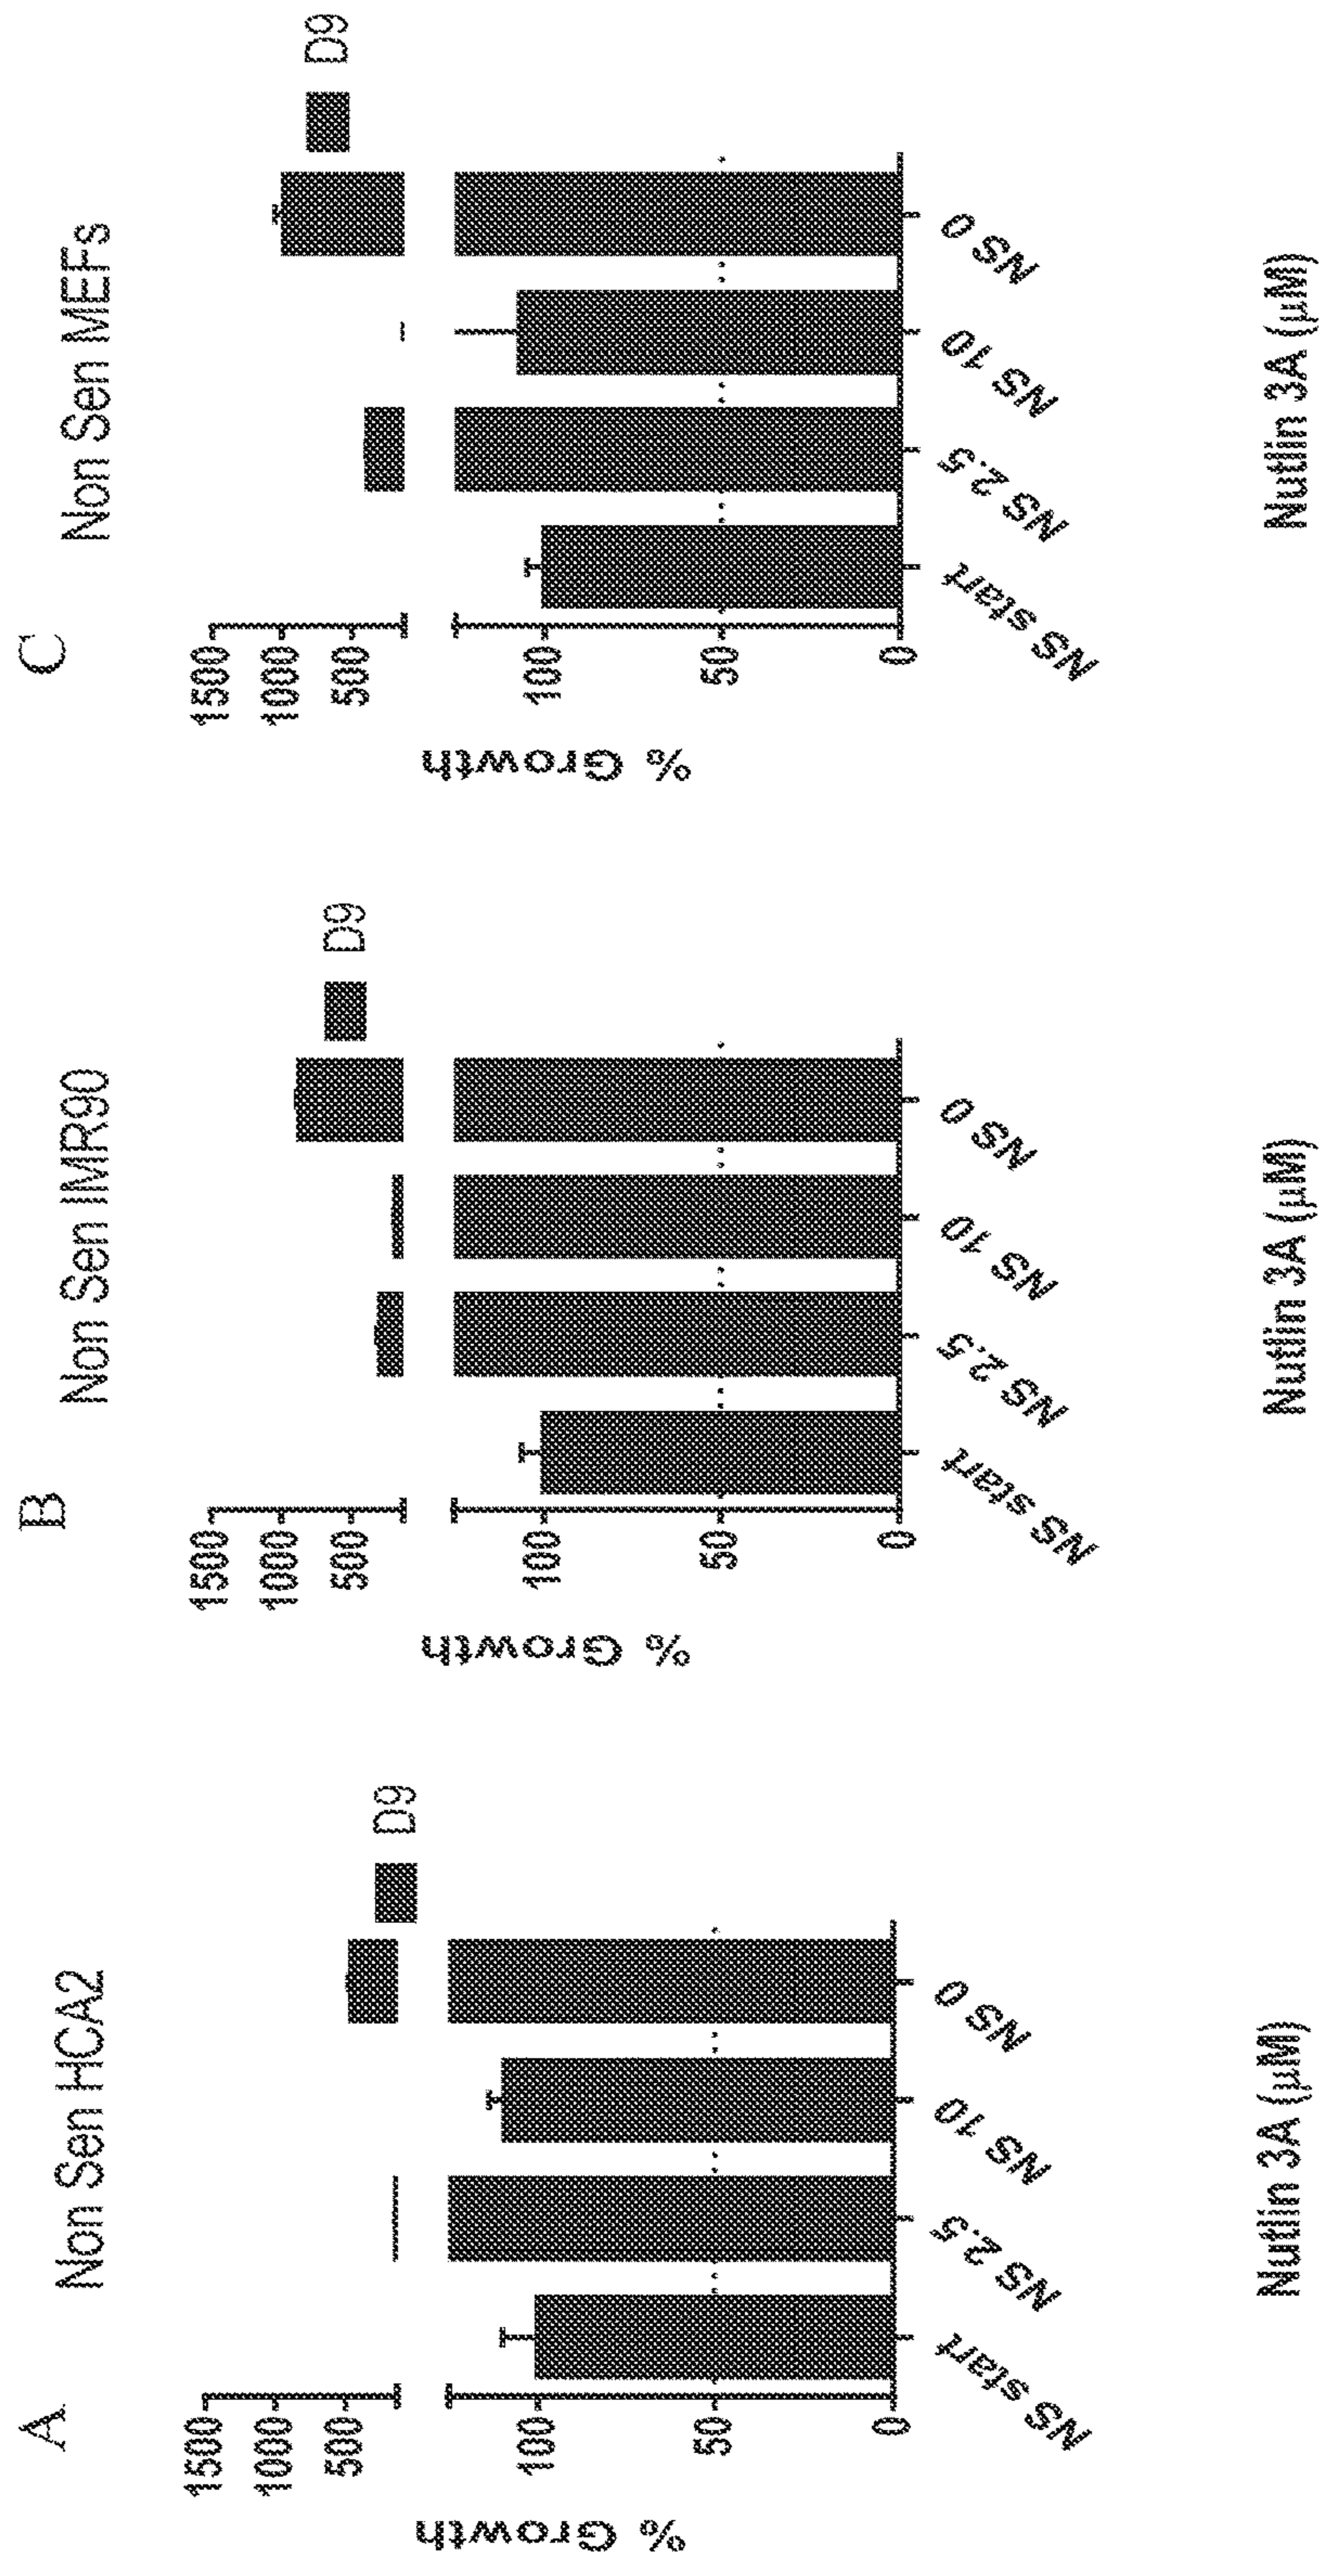 A
Non Sen HCA2
% Growth
1500
1000
500
100
50
0
D9
NS start
NS 2.5
NS 10
NS 0
Nutlin 3A (μM)
B
Non Sen IMR90
% Growth
1500
1000
500
100
50
0
D9
NS start
NS 2.5
NS 10
NS 0
Nutlin 3A (μM)
C
Non Sen MEFs
% Growth
1500
1000
500
100
50
0
D9
NS start
NS 2.5
NS 10
NS 0
Nutlin 3A (μM)